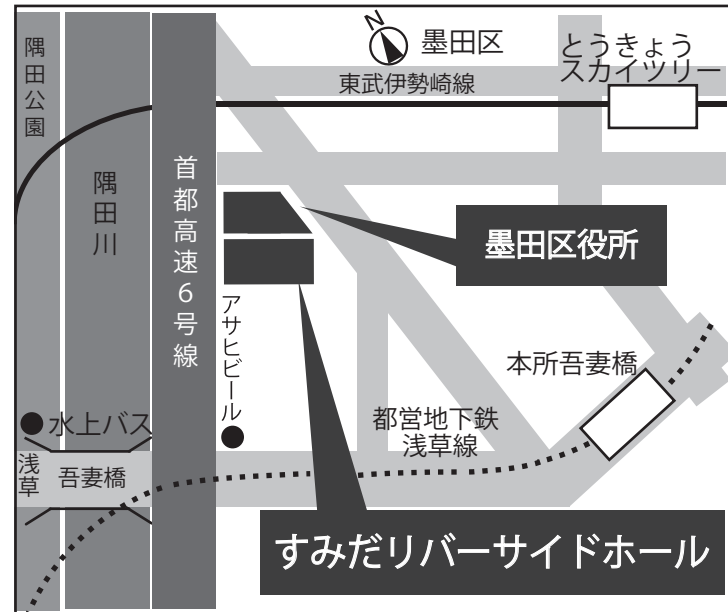 隅田公園
N
墨田区
とうきょう
スカイツリー
東武伊勢崎線
隅田川
首都高速6号線
墨田区役所
アサヒビール
本所吾妻橋
水上バス
都営地下鉄
浅草線
浅草
吾妻橋
すみだリバーサイドホール